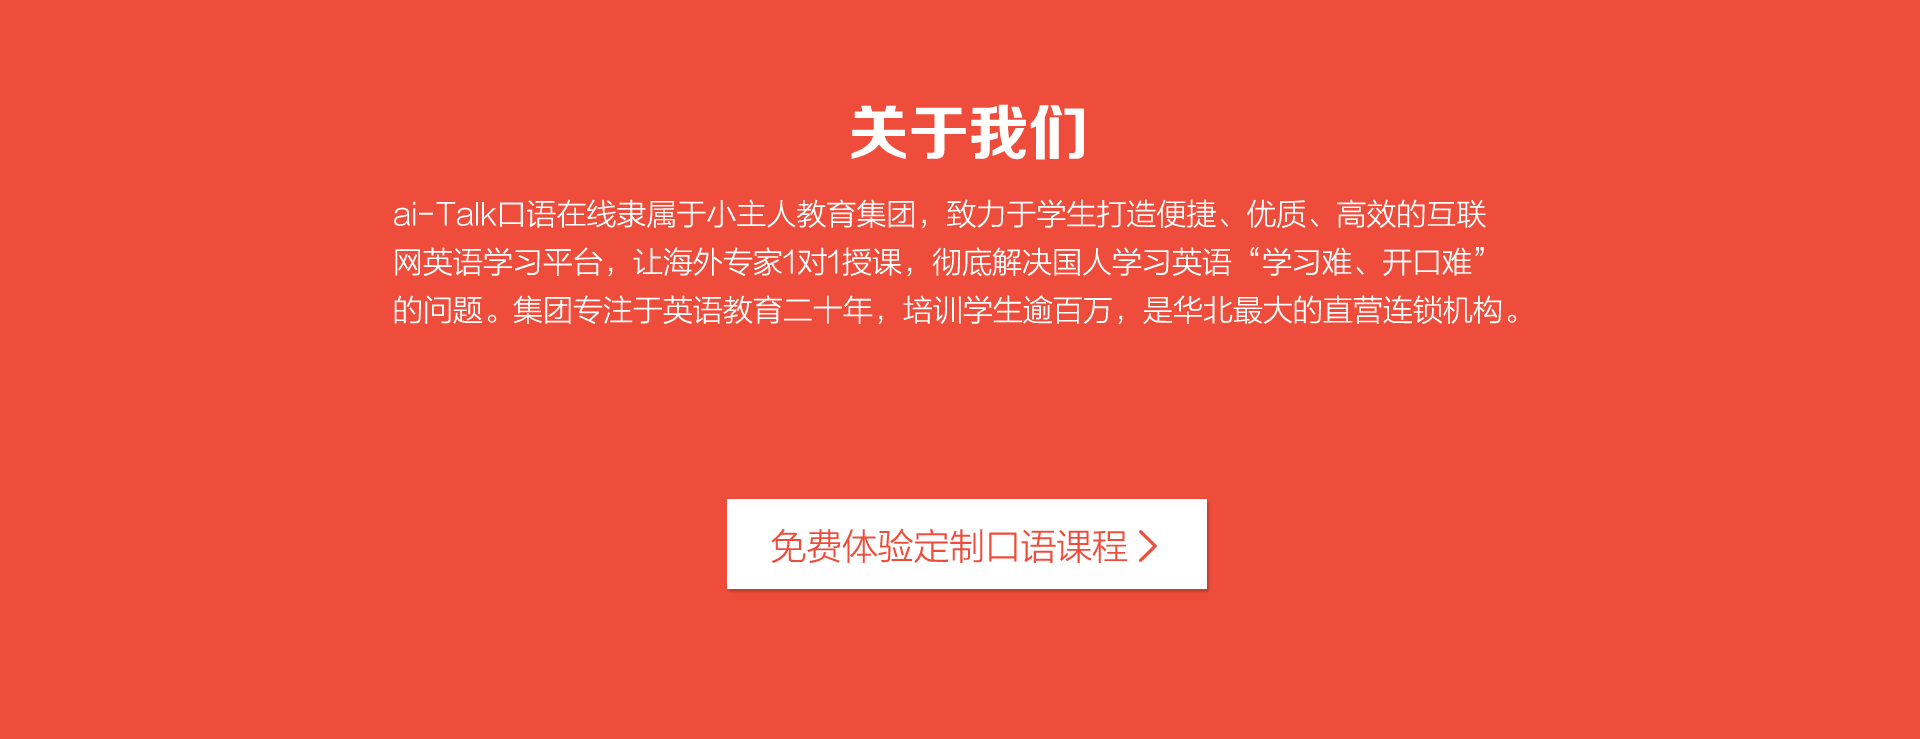 关于我们
ai-Talk口语在线隶属于小主人教育集团，致力于学生打造便捷、优质、高效的互联
网英语学习平台，让海外专家1对1授课，彻底解决国人学习英语“学习难、开口难”
的问题。集团专注于英语教育二十年，培训学生逾百万，是华北最大的直营连锁机构。
免费体验定制口语课程 >